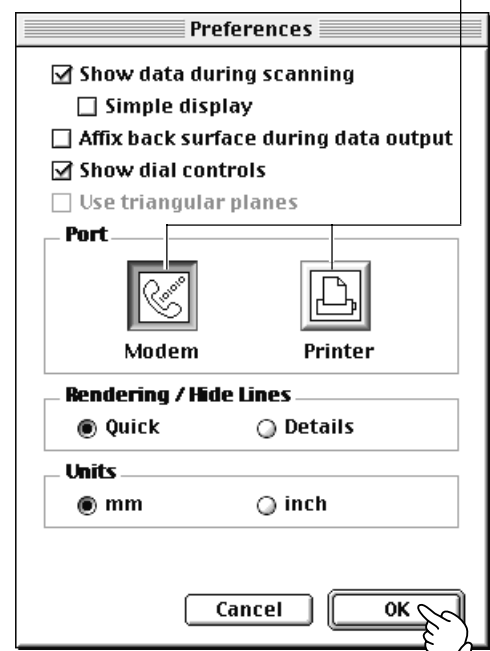 Preferences
Show data during scanning
Simple display
Affix back surface during data output
Show dial controls
Use triangular planes
Port
Modem Printer
Rendering / Hide Lines
Quick Details
Units
mm inch
Cancel OK